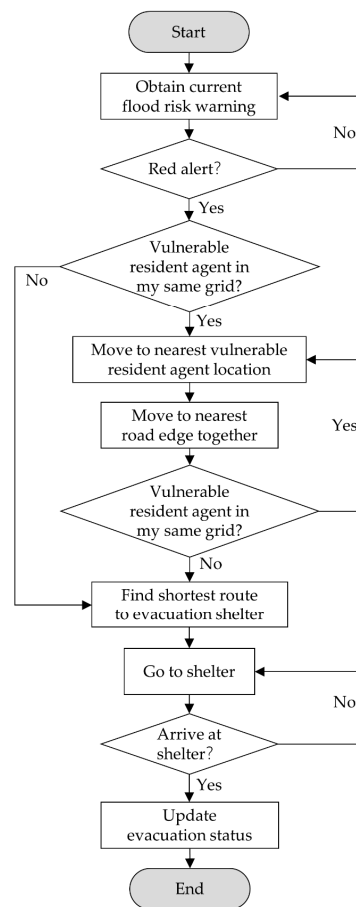 Start
Obtain current
flood risk warning
No
Red alert?
Yes
Vulnerable
resident agent in
my same grid?
No
Yes
Move to nearest vulnerable
resident agent location
Move to nearest
road edge together
Yes
Vulnerable
resident agent in
my same grid?
No
Find shortest route
to evacuation shelter
Go to shelter
No
Arrive at
shelter?
Yes
Update
evacuation status
End